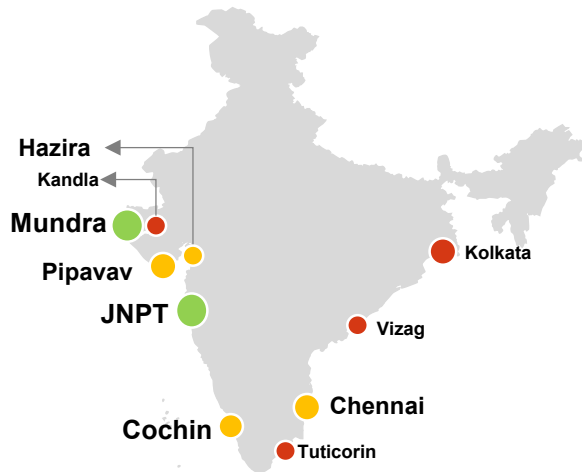 Hazira
Kandla
Mundra
Pipavav
Kolkata
JNPT
Vizag
Chennai
Cochin
Tuticorin